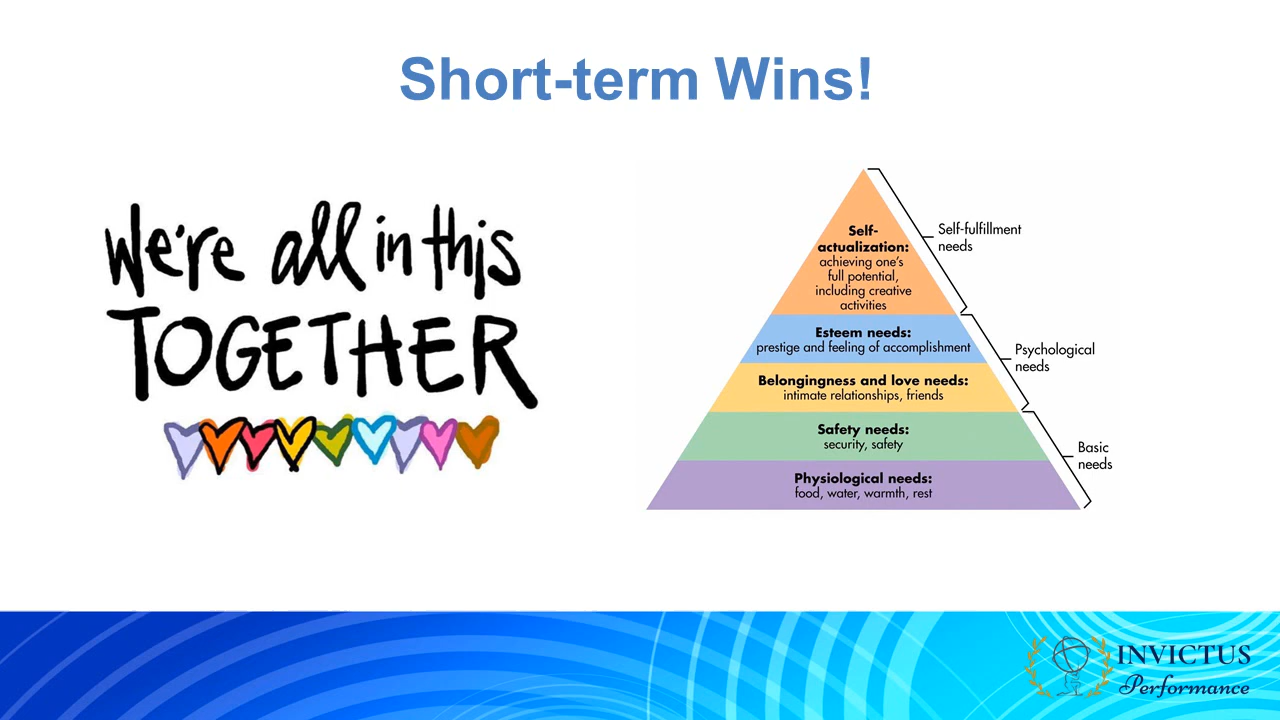 Short-term Wins!
We're all in this
TOGETHER
Self-
actualization:
achieving one's
full potential,
including creative
activities
Esteem needs:
prestige and feeling of accomplishment
Belongingness and love needs:
intimate relationships, friends
Safety needs:
security, safety
Physiological needs:
food, water, warmth, rest
Self-fulfillment
needs
Psychological
needs
Basic
needs
INVICTUS
Performance